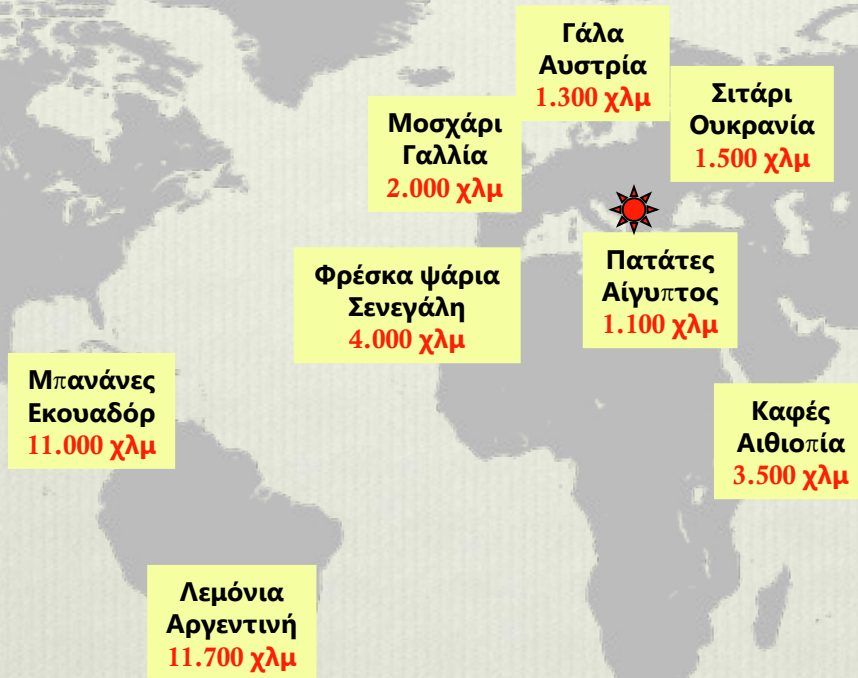 Γάλα
Αυστρία
1.300 χλμ
Σιτάρι
Ουκρανία
1.500 χλμ
Μοσχάρι
Γαλλία
2.000 χλμ
Φρέσκα ψάρια
Σενεγάλη
4.000 χλμ
Πατάτες
Αίγυπτος
1.100 χλμ
Μπανάνες
Εκουαδόρ
11.000 χλμ
Καφές
Αιθιοπία
3.500 χλμ
Λεμόνια
Αργεντινή
11.700 χλμ